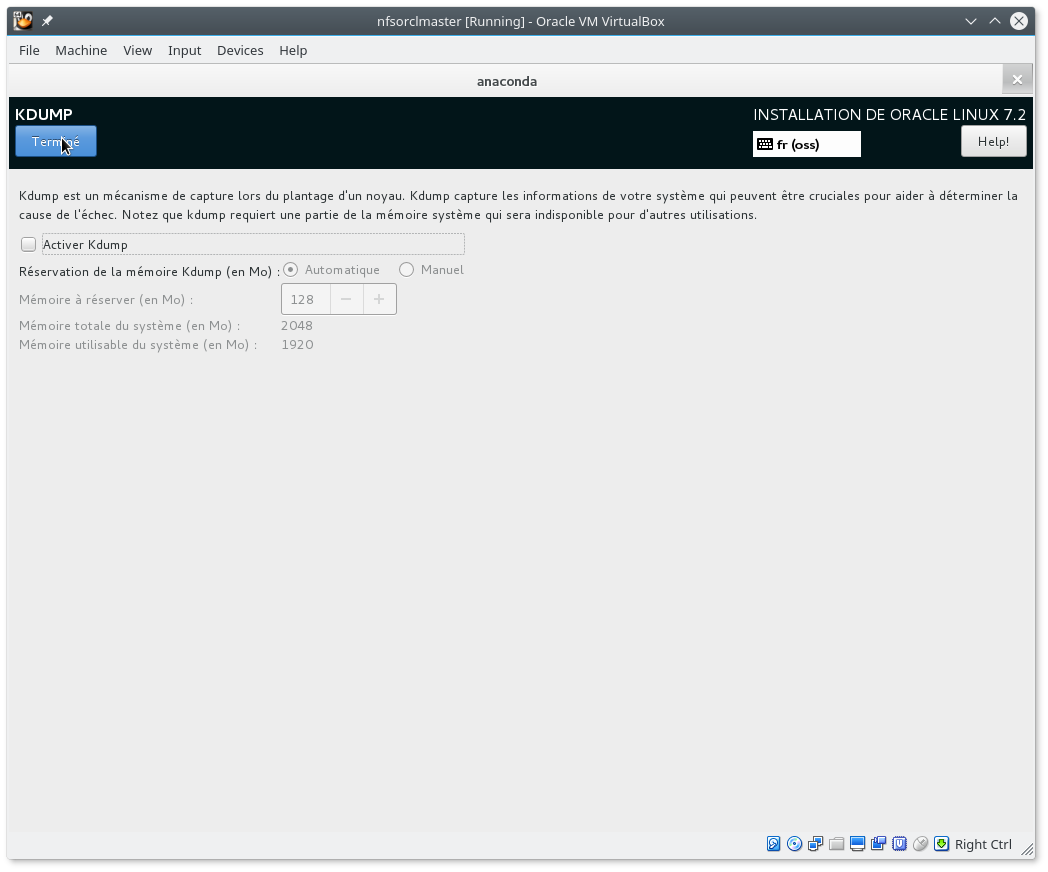 nfsorclmaster [Running] - Oracle VM VirtualBox
File Machine View Input Devices Help
anaconda
KDUMP
INSTALLATION DE ORACLE LINUX 7.2
Terminé
fr (oss)
Help!
Kdump est un mécanisme de capture lors du plantage d'un noyau. Kdump capture les informations de votre système qui peuvent être cruciales pour aider à déterminer la
cause de l'échec. Notez que kdump requiert une partie de la mémoire système qui sera indisponible pour d'autres utilisations.
Activer Kdump
Réservation de la mémoire Kdump (en Mo) : Automatique Manuel
Mémoire à réserver (en Mo) : 128 − +
Mémoire totale du système (en Mo) : 2048
Mémoire utilisable du système (en Mo) : 1920
Right Ctrl